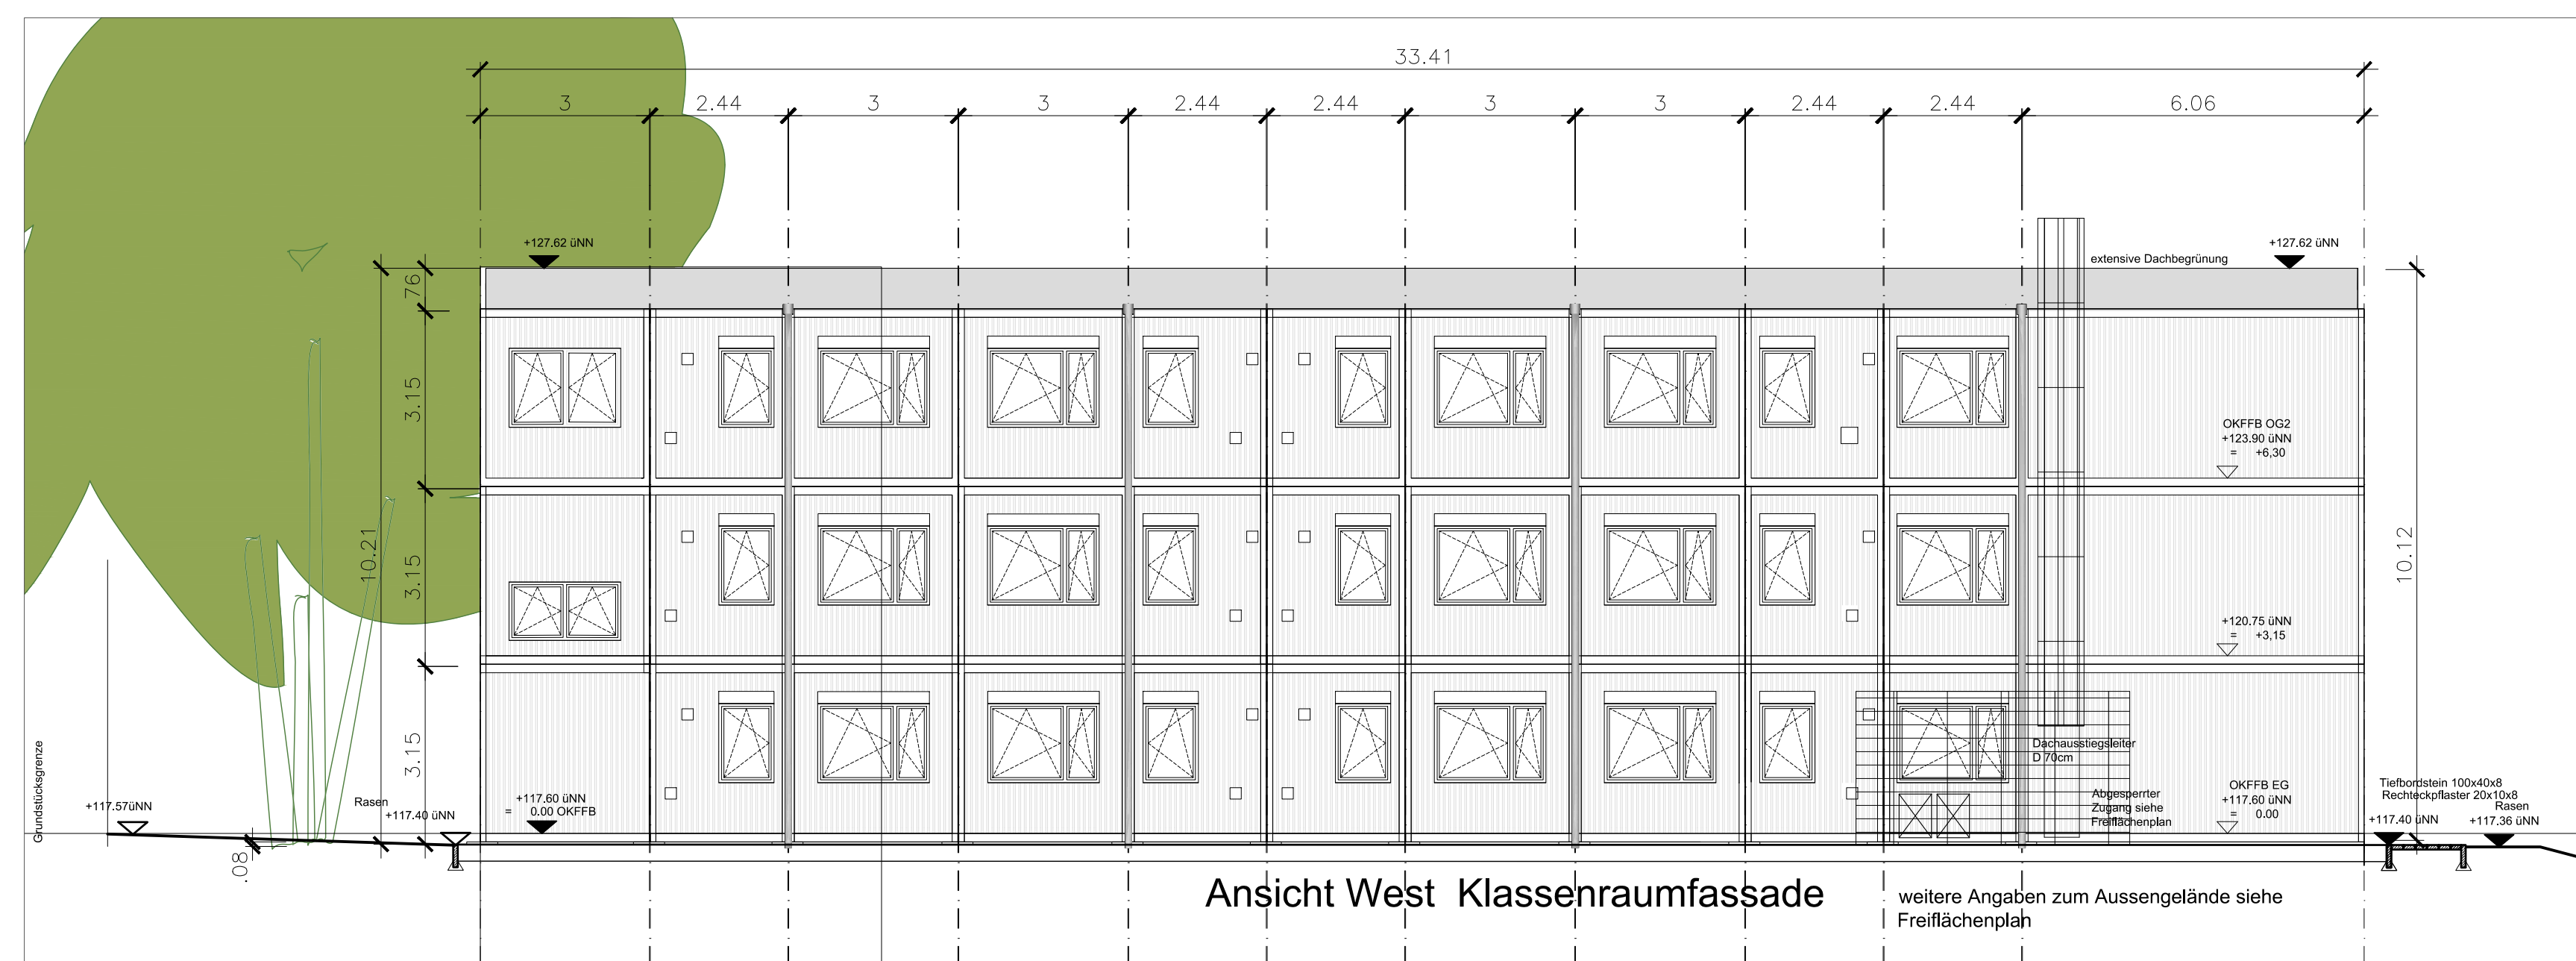 33.41
3 2.44 3 3 2.44 2.44 3 3 2.44 2.44 6.06
+127.62 üNN
+127.62 üNN
extensive Dachbegrünung
76
3.15
OKFFB OG2
+123.90 üNN
= +6,30
10.21
3.15
10.12
+120.75 üNN
= +3,15
3.15
Grundstücksgrenze
Dachausstiegsleiter
D 70cm
OKFFB EG
+117.60 üNN
= 0.00
Abgesperrter
Zugang siehe
Freiflächenplan
Tiefbordstein 100x40x8
Rechteckpflaster 20x10x8
Rasen
+117.40 üNN
+117.36 üNN
+117.57üNN
Rasen
+117.40 üNN
+117.60 üNN
= 0.00 OKFFB
.08
Ansicht West Klassenraumfassade
weitere Angaben zum Aussengelände siehe
Freiflächenplan